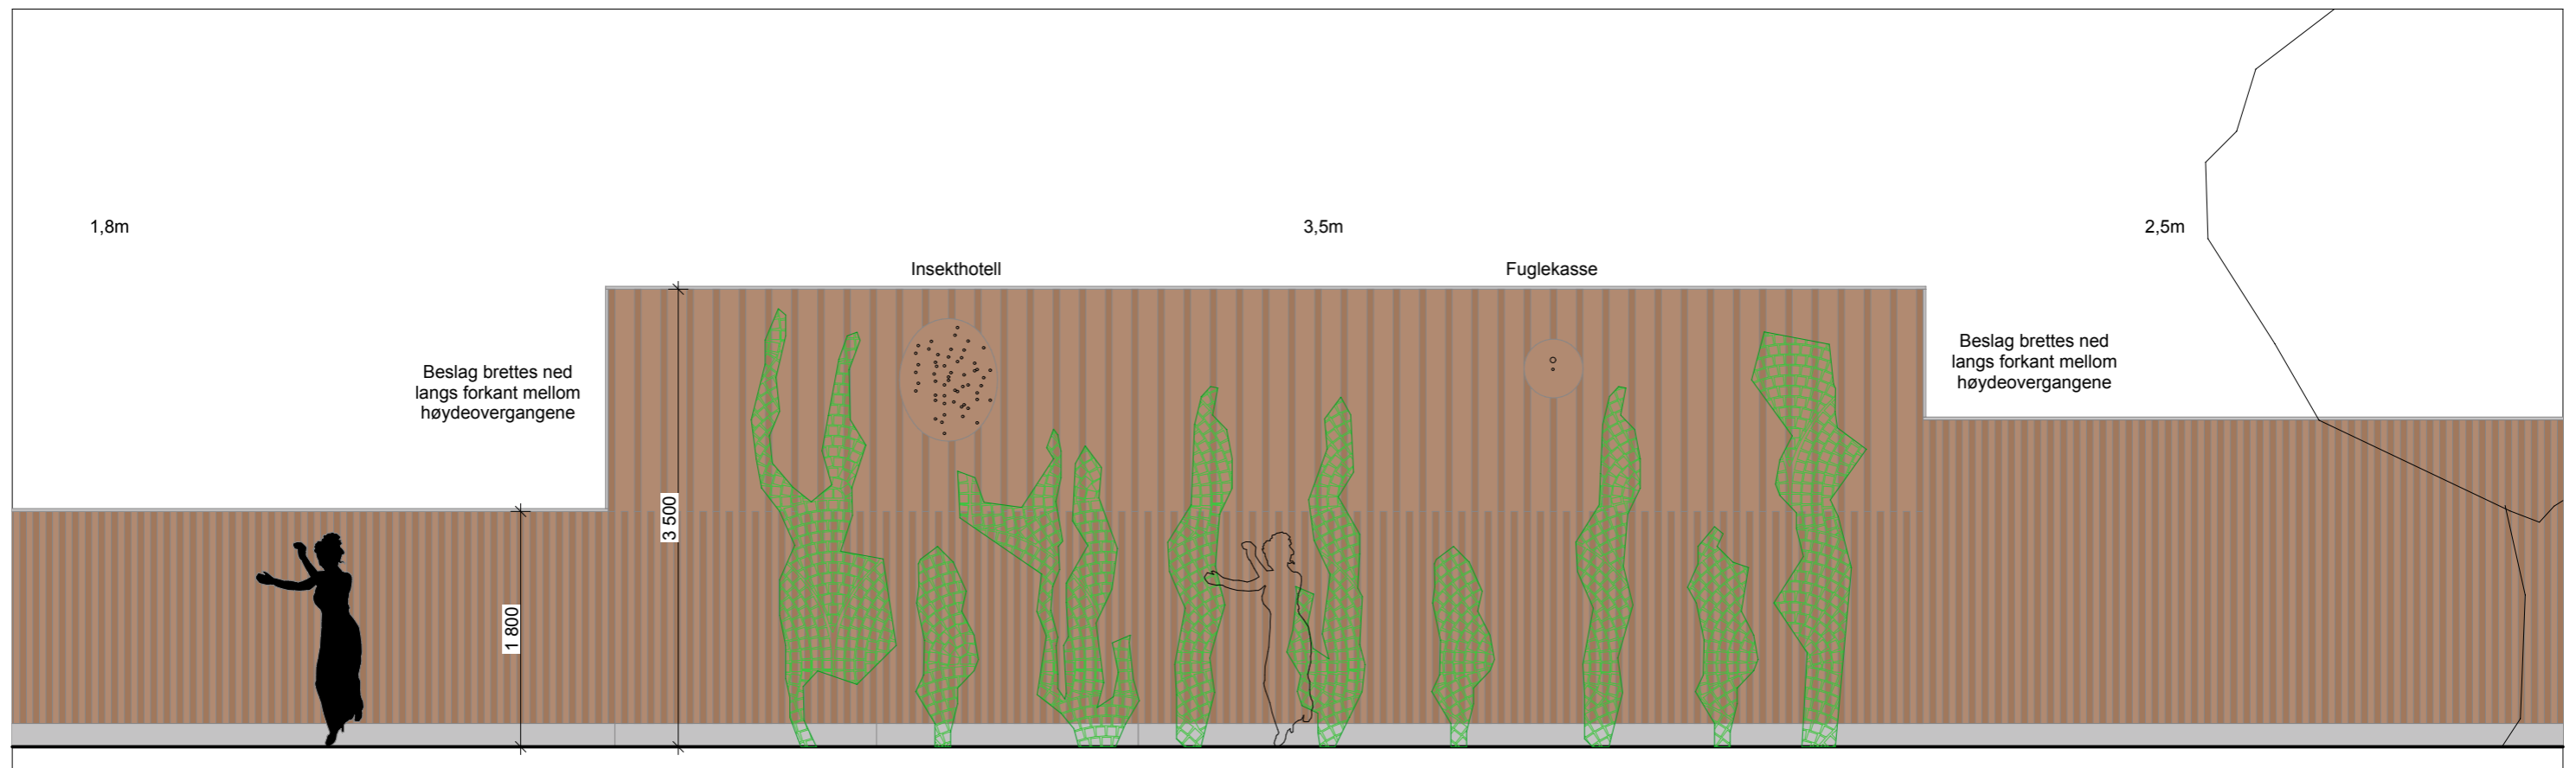 1,8m
3,5m
2,5m
Insekthotell
Fuglekasse
Beslag brettes ned
langs forkant mellom
høydeovergangene
Beslag brettes ned
langs forkant mellom
høydeovergangene
3 500
1 800